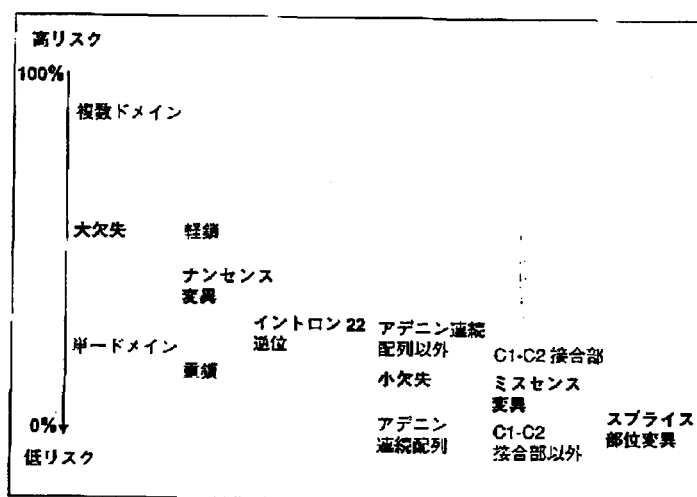 高リスク
100%
複数ドメイン
大欠失
軽鎖
ナンセンス
変異
イントロン 22
逆位
アデニン連続
配列以外
単一ドメイン
C1-C2 接合部
重鎖
小欠失
ミスセンス
変異
アデニン
連続配列
C1-C2
接合部以外
スプライス
部位変異
0%
低リスク